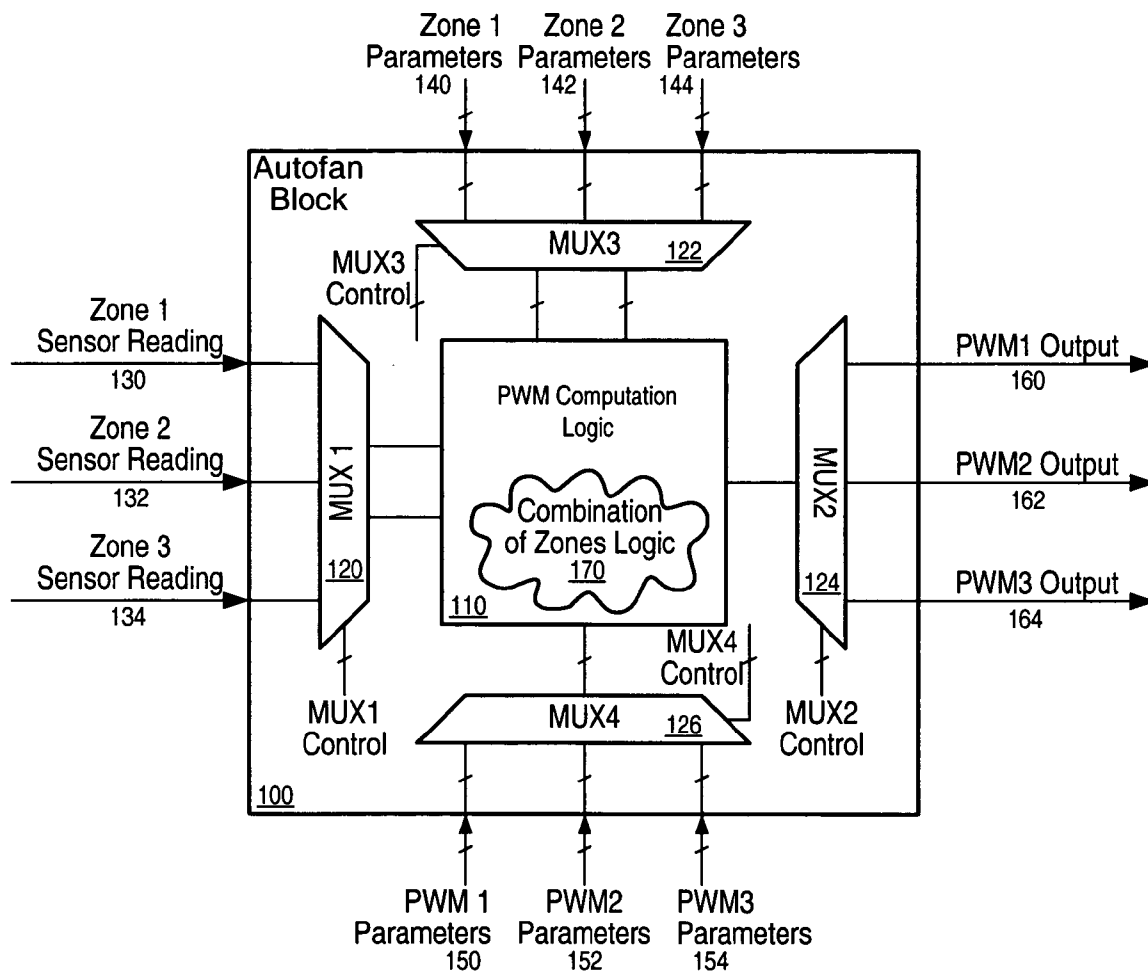 Zone 1
Parameters
140
Zone 2
Parameters
142
Zone 3
Parameters
144
Autofan
Block
MUX3
122
MUX3
Control
Zone 1
Sensor Reading
130
Zone 2
Sensor Reading
132
Zone 3
Sensor Reading
134
MUX 1
120
MUX1
Control
PWM Computation
Logic
Combination
of Zones Logic
170
110
MUX2
124
MUX2
Control
PWM1 Output
160
PWM2 Output
162
PWM3 Output
164
MUX4
Control
MUX4
126
100
PWM 1
Parameters
150
PWM2
Parameters
152
PWM3
Parameters
154